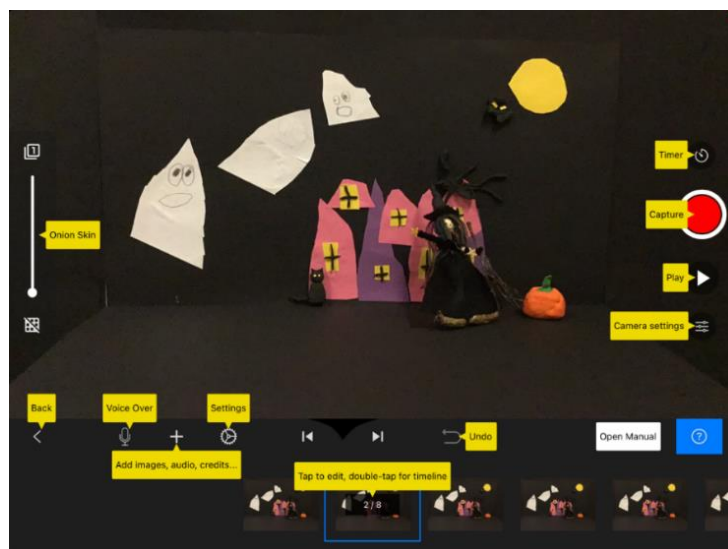 1
Timer
Capture
Onion Skin
Play
Camera settings
Back
Voice Over
Settings
Undo
Open Manual
?
Add images, audio, credits...
Tap to edit, double-tap for timeline
2 / 8